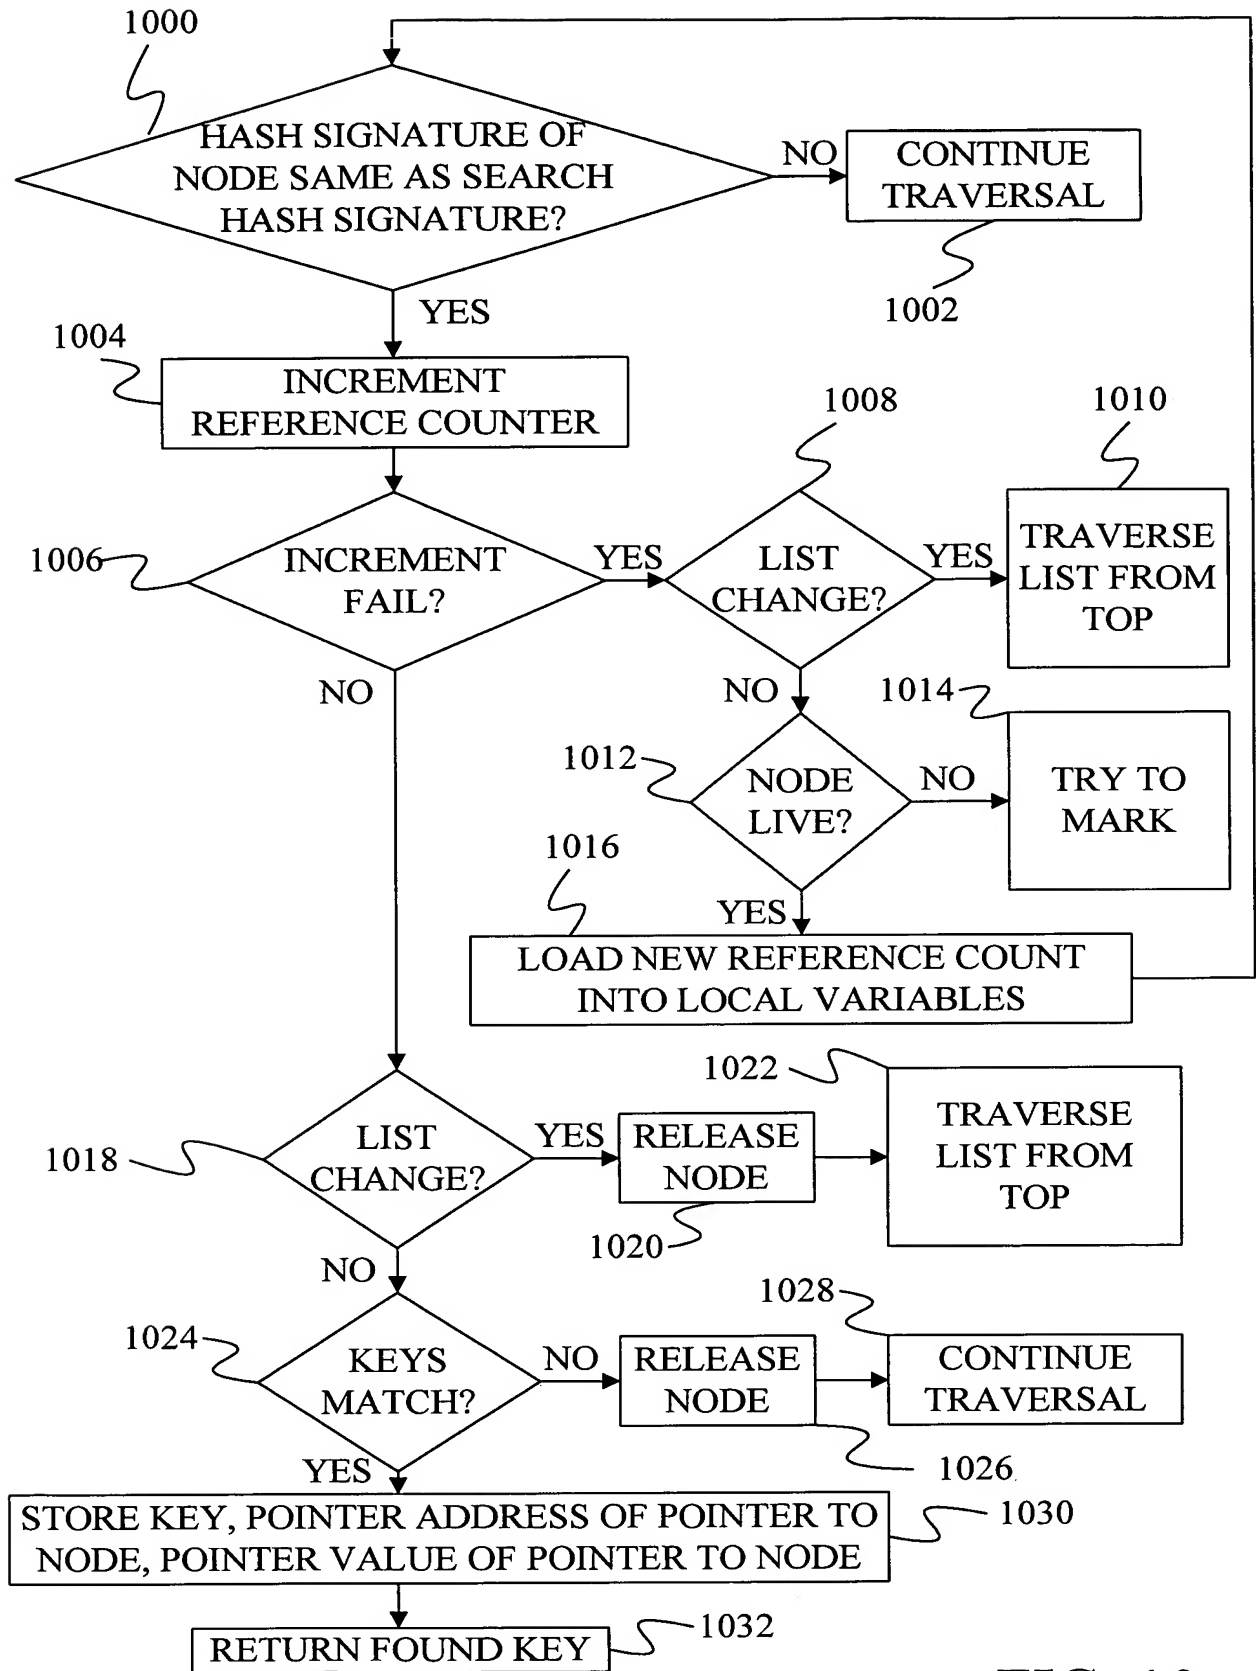 1000
HASH SIGNATURE OF
NODE SAME AS SEARCH
HASH SIGNATURE?
NO
CONTINUE
TRAVERSAL
1002
YES
1004
INCREMENT
REFERENCE COUNTER
1008
1010
1006
INCREMENT
FAIL?
YES
LIST
CHANGE?
YES
TRAVERSE
LIST FROM
TOP
NO
NO
1014
1012
NODE
LIVE?
NO
TRY TO
MARK
1016
YES
LOAD NEW REFERENCE COUNT
INTO LOCAL VARIABLES
1022
1018
LIST
CHANGE?
YES
RELEASE
NODE
TRAVERSE
LIST FROM
TOP
1020
NO
1028
1024
KEYS
MATCH?
NO
RELEASE
NODE
CONTINUE
TRAVERSAL
1026
YES
STORE KEY, POINTER ADDRESS OF POINTER TO
NODE, POINTER VALUE OF POINTER TO NODE
1030
RETURN FOUND KEY
1032